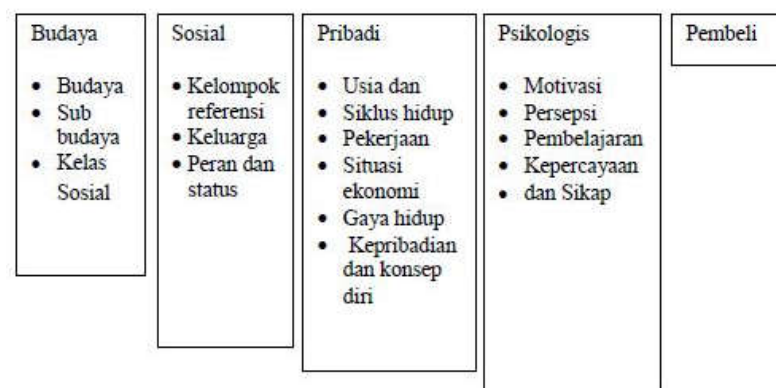 Budaya
• Budaya
• Sub
budaya
• Kelas
Sosial
Sosial
• Kelompok
referensi
• Keluarga
• Peran dan
status
Pribadi
• Usia dan
• Siklus hidup
• Pekerjaan
• Situasi
ekonomi
• Gaya hidup
• Kepribadian
dan konsep
diri
Psikologis
• Motivasi
• Persepsi
• Pembelajaran
• Kepercayaan
• dan Sikap
Pembeli